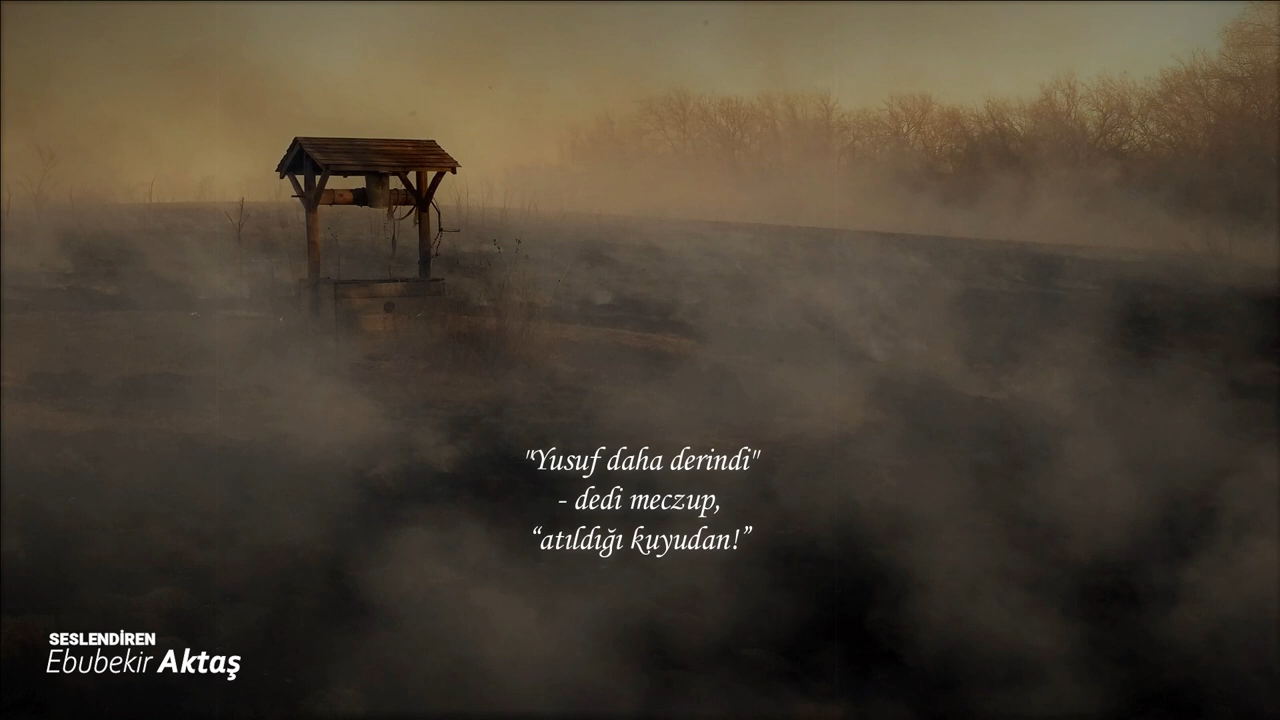 "Yusuf daha derindi"
- dedi meczup,
“atıldığı kuyudan!”
SESLENDİREN
Ebubekir Aktaş